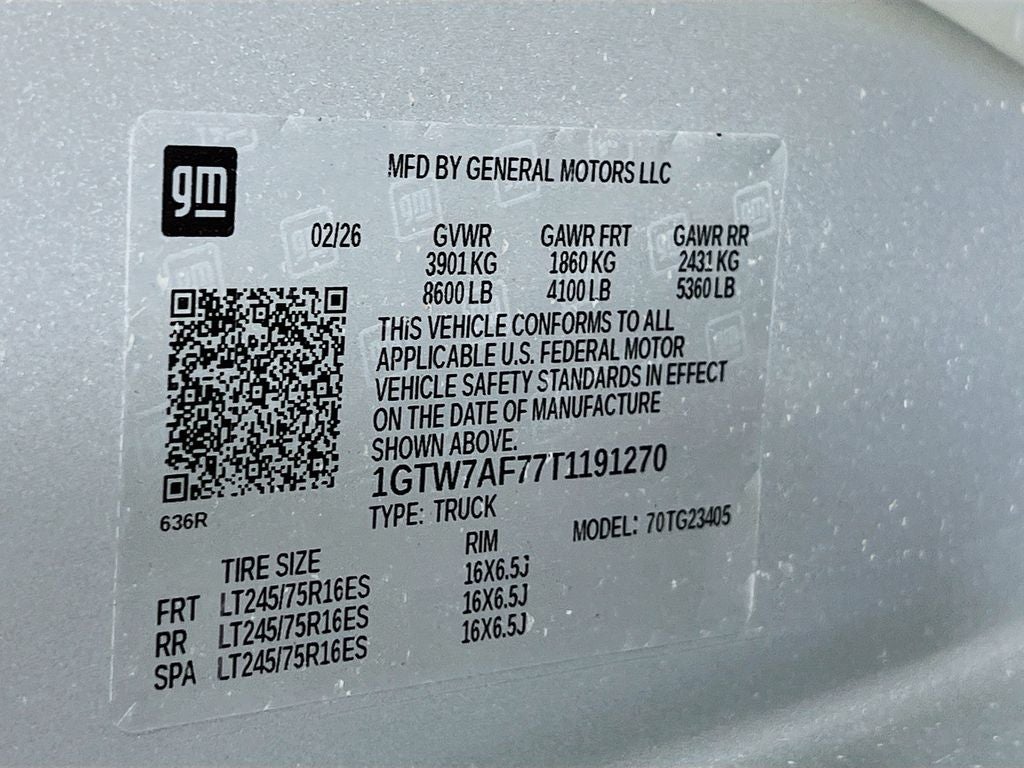 gm
MFD BY GENERAL MOTORS LLC
02/26 GVWR GAWR FRT GAWR RR
3901 KG 1860 KG 2431 KG
8600 LB 4100 LB 5360 LB
THIS VEHICLE CONFORMS TO ALL
APPLICABLE U.S. FEDERAL MOTOR
VEHICLE SAFETY STANDARDS IN EFFECT
ON THE DATE OF MANUFACTURE
SHOWN ABOVE.
1GTW7AF77T1191270
TYPE: TRUCK MODEL: 70TG23405
636R
TIRE SIZE RIM
FRT LT245/75R16ES 16X6.5J
RR LT245/75R16ES 16X6.5J
SPA LT245/75R16ES 16X6.5J